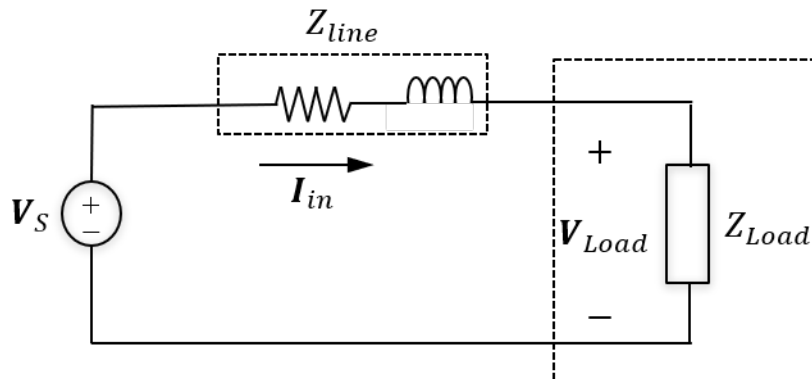 Z_line
I_in
V_S
+
−
+
V_Load
−
Z_Load